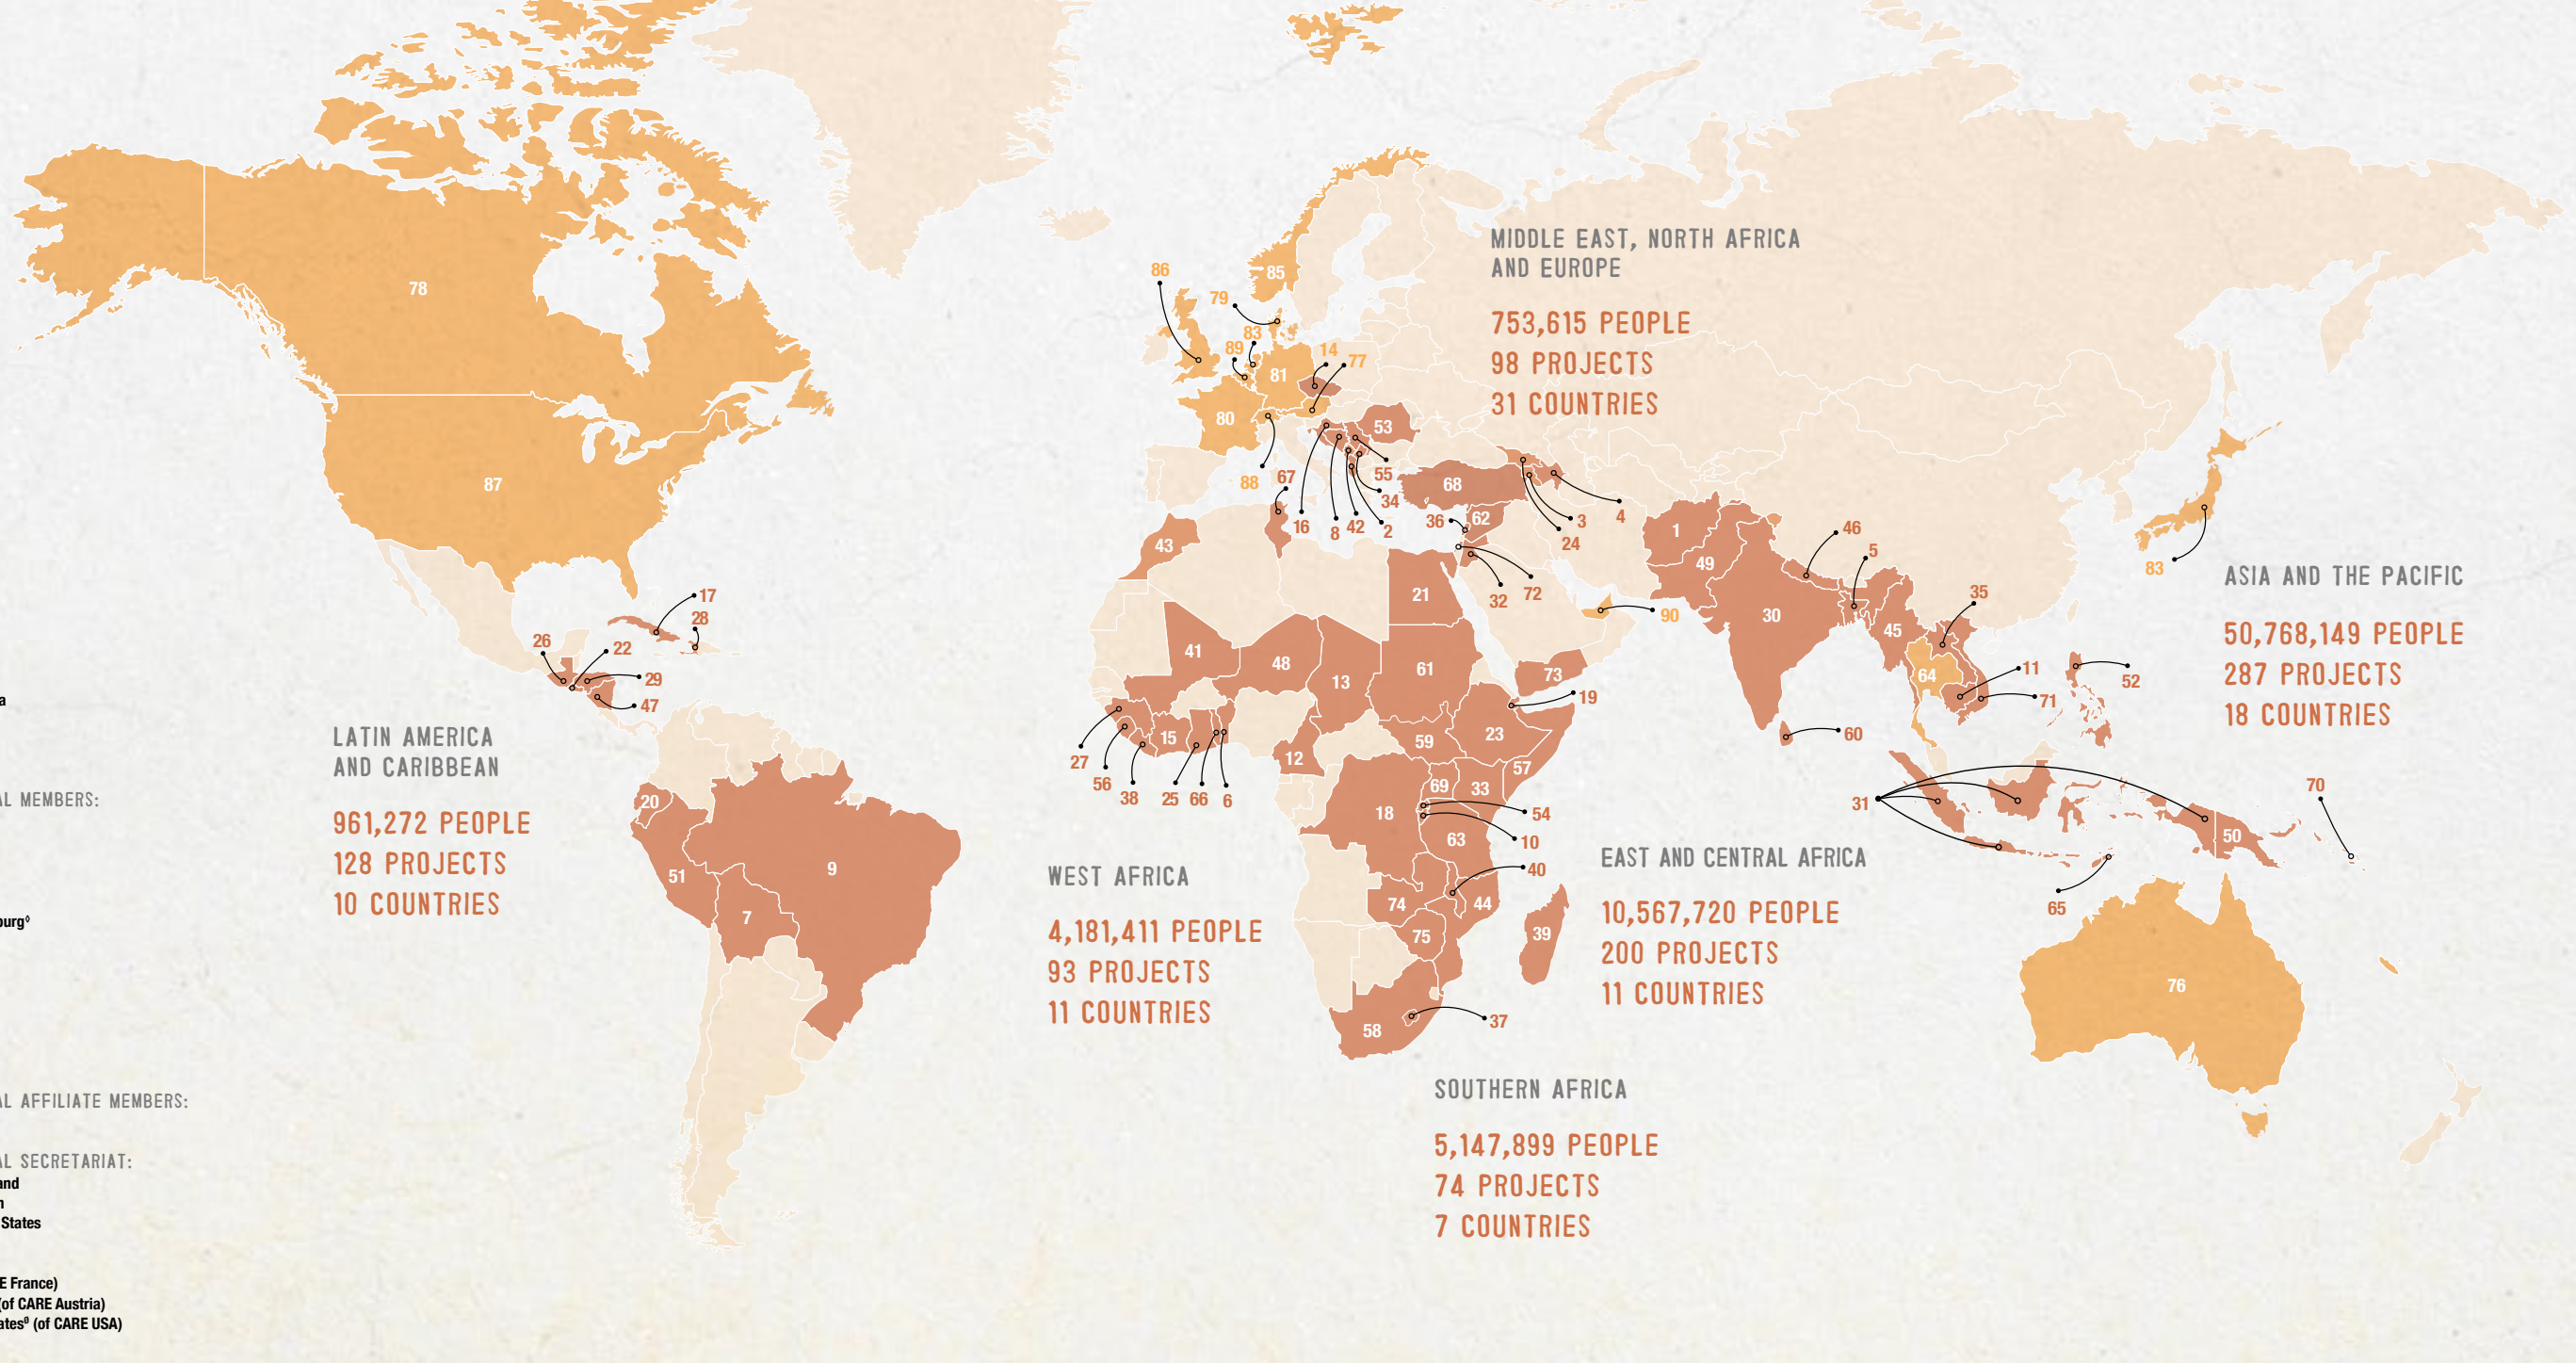 78
87
86
79
85
83
89
81
14
77
80
88
67
53
16
8
42
2
55
34
68
36
62
3
24
4
MIDDLE EAST, NORTH AFRICA
AND EUROPE
753,615 PEOPLE
98 PROJECTS
31 COUNTRIES
43
21
32
72
90
1
49
30
46
5
45
35
64
11
71
52
60
83
ASIA AND THE PACIFIC
50,768,149 PEOPLE
287 PROJECTS
18 COUNTRIES
17
28
26
22
29
47
a
LATIN AMERICA
AND CARIBBEAN
961,272 PEOPLE
128 PROJECTS
10 COUNTRIES
20
51
7
9
41
48
13
61
73
19
15
12
59
23
57
27
56
38
25
66
6
69
33
18
54
10
63
40
74
44
75
39
58
37
WEST AFRICA
4,181,411 PEOPLE
93 PROJECTS
11 COUNTRIES
EAST AND CENTRAL AFRICA
10,567,720 PEOPLE
200 PROJECTS
11 COUNTRIES
SOUTHERN AFRICA
5,147,899 PEOPLE
74 PROJECTS
7 COUNTRIES
31
50
70
65
76
AL MEMBERS:
ourg◊
AL AFFILIATE MEMBERS:
AL SECRETARIAT:
and
n
States
E France)
(of CARE Austria)
ates⁰ (of CARE USA)